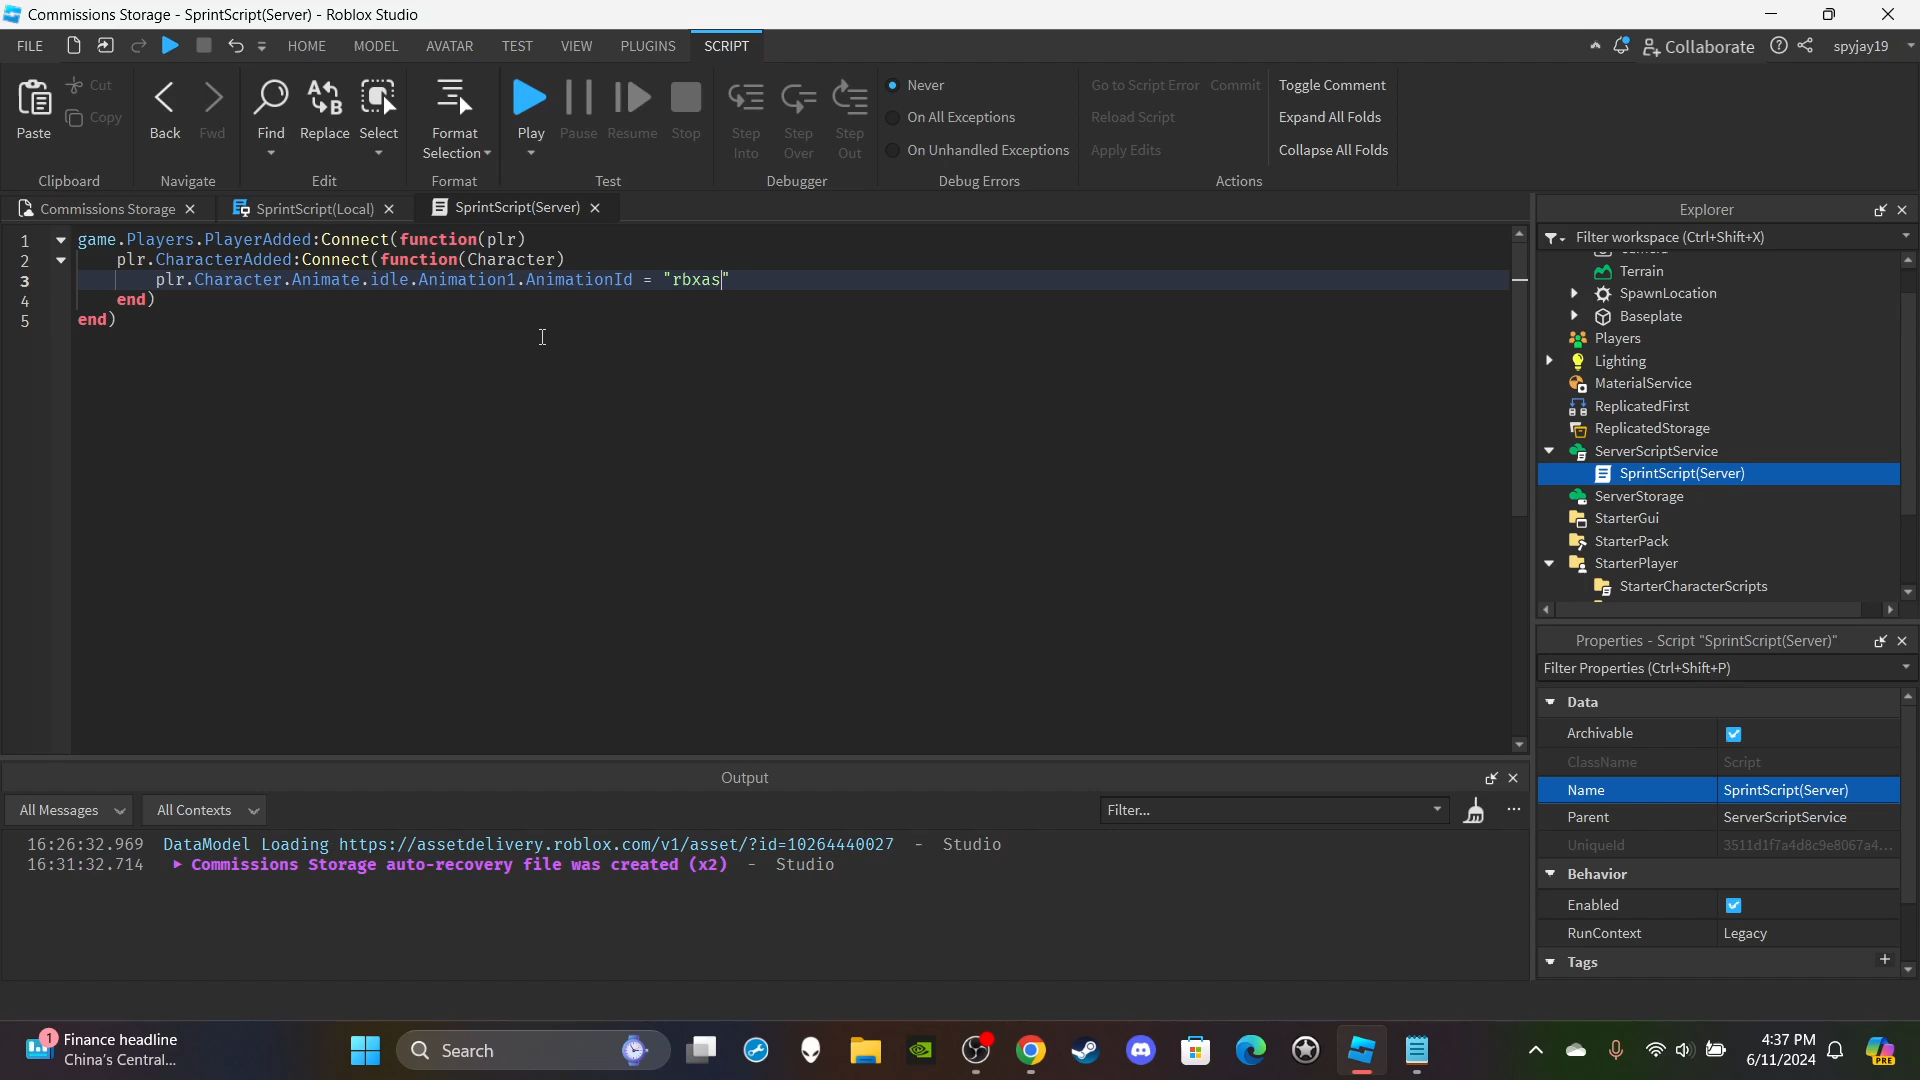 Commissions Storage - SprintScript(Server) - Roblox Studio
FILE HOME MODEL AVATAR TEST VIEW PLUGINS SCRIPT Collaborate spyjay19
Paste Cut Copy Back Fwd Find Replace Select Format Selection Play Pause Resume Stop Step Into Step Over Step Out
Never
On All Exceptions
On Unhandled Exceptions
Go to Script Error Commit
Reload Script
Apply Edits
Toggle Comment
Expand All Folds
Collapse All Folds
Clipboard Navigate Edit Format Test Debugger Debug Errors Actions
Commissions Storage SprintScript(Local) SprintScript(Server)
1 game.Players.PlayerAdded:Connect(function(plr)
2 plr.CharacterAdded:Connect(function(Character)
3 plr.Character.Animate.idle.Animation1.AnimationId = "rbxas"
4 end)
5 end)
Explorer
Filter workspace (Ctrl+Shift+X)
Terrain
SpawnLocation
Baseplate
Players
Lighting
MaterialService
ReplicatedFirst
ReplicatedStorage
ServerScriptService
SprintScript(Server)
ServerStorage
StarterGui
StarterPack
StarterPlayer
StarterCharacterScripts
Properties - Script "SprintScript(Server)"
Filter Properties (Ctrl+Shift+P)
Data
Archivable
ClassName Script
Name SprintScript(Server)
Parent ServerScriptService
UniqueId 3511d1f7a4d8c9e8067a4...
Behavior
Enabled
RunContext Legacy
Tags +
Output
All Messages All Contexts Filter...
16:26:32.969 DataModel Loading https://assetdelivery.roblox.com/v1/asset/?id=10264440027 - Studio
16:31:32.714 Commissions Storage auto-recovery file was created (x2) - Studio
1 Finance headline
China's Central...
Search
PRE
4:37 PM
6/11/2024